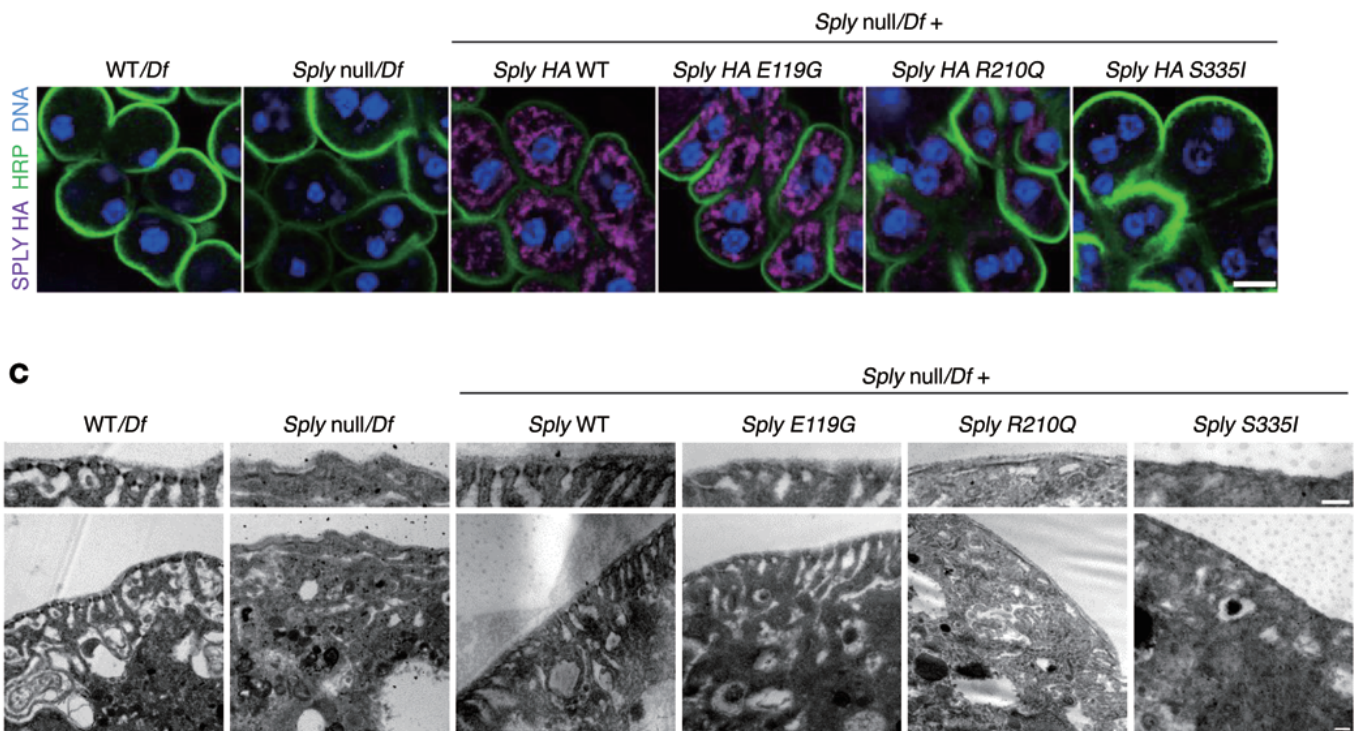 Sply null/Df +
WT/Df Sply null/Df Sply HA WT Sply HA E119G Sply HA R210Q Sply HA S335I
SPLY HA HRP DNA
c
Sply null/Df +
WT/Df Sply null/Df Sply WT Sply E119G Sply R210Q Sply S335I